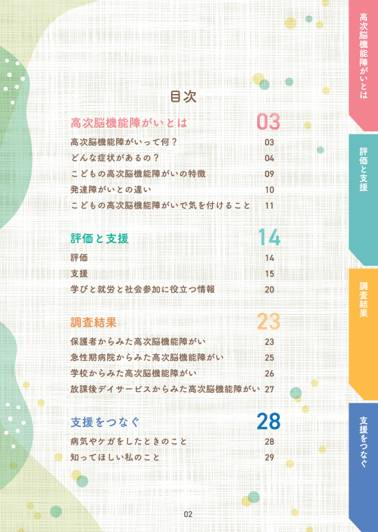 目次
高次脳機能障がいとは 03
高次脳機能障がいって何？ 03
どんな症状があるの？ 04
こどもの高次脳機能障がいの特徴 09
発達障がいとの違い 10
こどもの高次脳機能障がいで気を付けること 11
評価と支援 14
評価 14
支援 15
学びと就労と社会参加に役立つ情報 20
調査結果 23
保護者からみた高次脳機能障がい 23
急性期病院からみた高次脳機能障がい 25
学校からみた高次脳機能障がい 26
放課後デイサービスからみた高次脳機能障がい 27
支援をつなぐ 28
病気やケガをしたときのこと 28
知ってほしい私のこと 29
高次脳機能障がいとは
評価と支援
調査結果
支援をつなぐ
02